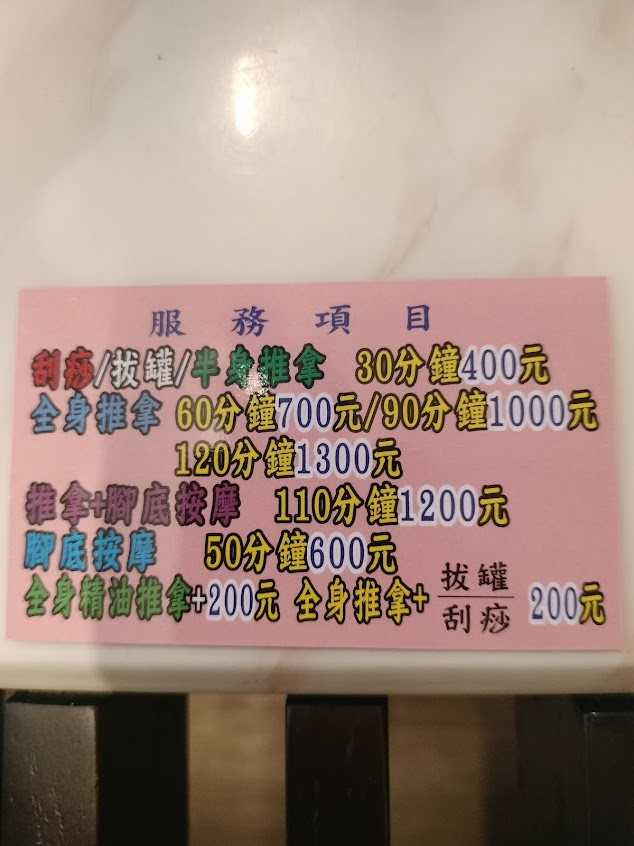 服務項目
刮痧/拔罐/半身推拿 30分鐘400元
全身推拿 60分鐘700元/90分鐘1000元
120分鐘1300元
推拿+腳底按摩 110分鐘1200元
腳底按摩 50分鐘600元
全身精油推拿+200元 全身推拿+拔罐/刮痧 200元